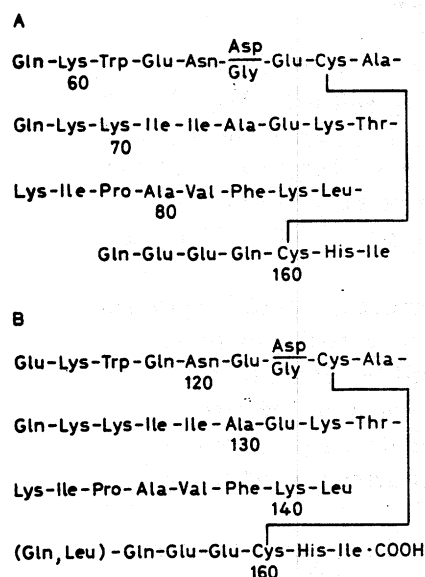 A
Gln-Lys-Trp-Glu-Asn-Asp/Gly-Glu-Cys-Ala-
60
Gln-Lys-Lys-Ile-Ile-Ala-Glu-Lys-Thr-
70
Lys-Ile-Pro-Ala-Val-Phe-Lys-Leu-
80
Gln-Glu-Glu-Gln-Cys-His-Ile
160
B
Glu-Lys-Trp-Gln-Asn-Glu-Asp/Gly-Cys-Ala-
120
Gln-Lys-Lys-Ile-Ile-Ala-Glu-Lys-Thr-
130
Lys-Ile-Pro-Ala-Val-Phe-Lys-Leu
140
(Gln,Leu)-Gln-Glu-Glu-Cys-His-Ile·COOH
160